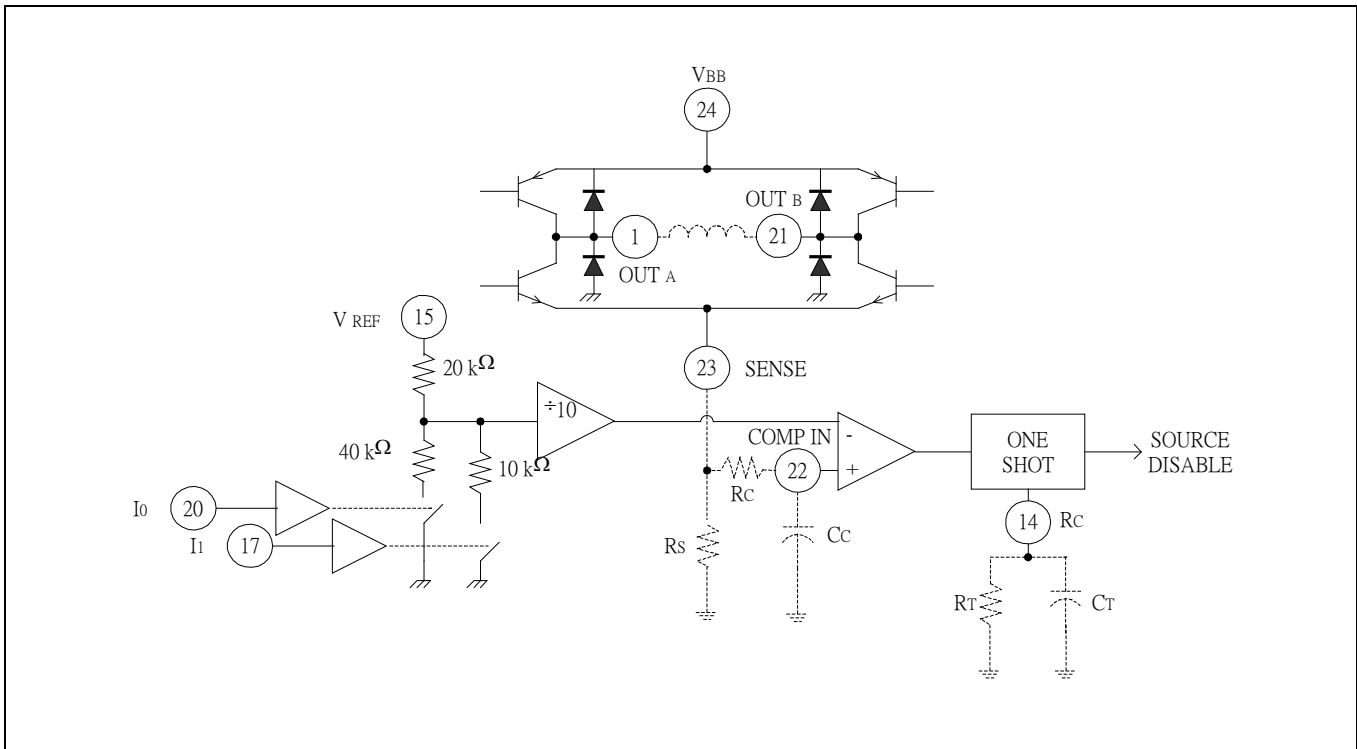 VBB
24
OUT B
1
21
OUT A
V REF
15
23
SENSE
20 kΩ
÷10
COMP IN
-
ONE
SHOT
SOURCE
DISABLE
40 kΩ
10 kΩ
22
+
RC
I0
20
14
RC
I1
17
RS
CC
RT
CT